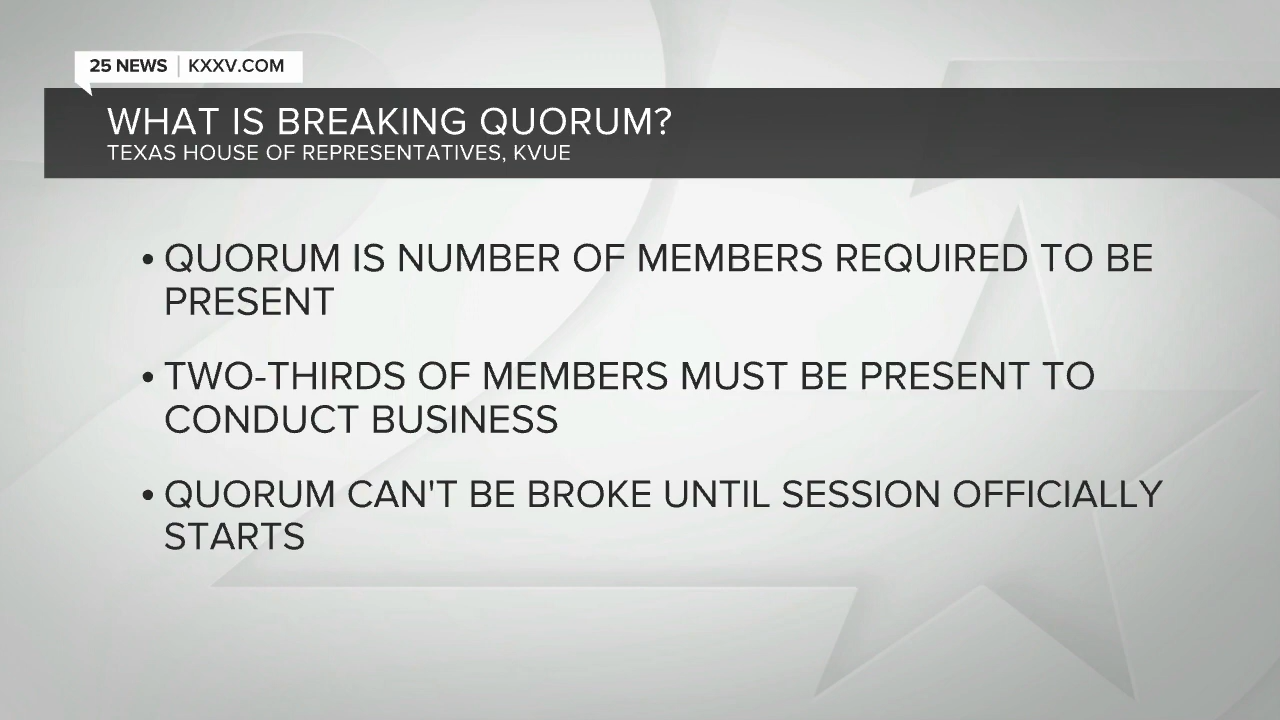 25 NEWS | KXXV.COM
WHAT IS BREAKING QUORUM?
TEXAS HOUSE OF REPRESENTATIVES, KVUE
• QUORUM IS NUMBER OF MEMBERS REQUIRED TO BE
PRESENT
• TWO-THIRDS OF MEMBERS MUST BE PRESENT TO
CONDUCT BUSINESS
• QUORUM CAN'T BE BROKE UNTIL SESSION OFFICIALLY
STARTS